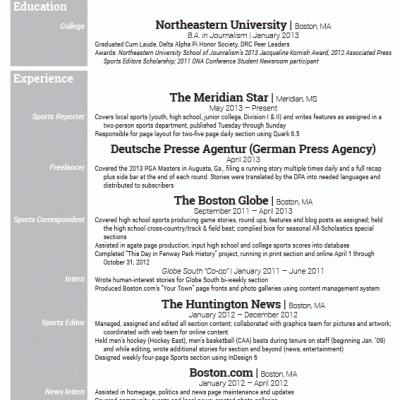 Education
College
Northeastern University | Boston, MA
B.A. in Journalism | January 2013
Graduated Cum Laude, Delta Alpha Pi Honor Society, DRC Peer Leaders
Awards: Northeastern University School of Journalism's 2013 Jacqueline Kornish Award, 2012 Associated Press
Sports Editors Scholarship; 2011 ONA Conference Student Newsroom participant
Experience
The Meridian Star | Meridian, MS
May 2013 – Present
Sports Reporter
Covers local sports (youth, high school, junior college, Division I & II) and writes features as assigned in a
two-person sports department, published Tuesday through Sunday
Responsible for page layout for two-five page daily section using Quark 6.5
Deutsche Presse Agentur (German Press Agency)
April 2013
Freelancer
Covered the 2013 PGA Masters in Augusta, Ga., filing a running story multiple times daily and a full recap
plus side bar at the end of each round. Stories were translated by the DPA into needed languages and
distributed to subscribers
The Boston Globe | Boston, MA
September 2011 – April 2013
Sports Correspondent
Covered high school sports producing game stories, round ups, features and blog posts as assigned; held
the high school cross-country/track & field beat; complied bios for seasonal All-Scholastics special
sections
Assisted in agate page production, input high school and college sports scores into database
Completed "This Day in Fenway Park History" project, running in print section and online April 1 through
October 31, 2012
Globe South "Co-op" | January 2011 – June 2011
Intern
Wrote human-interest stories for Globe South bi-weekly section
Produced Boston.com's "Your Town" page fronts and photo galleries using content management system
The Huntington News | Boston, MA
January 2012 – December 2012
Sports Editor
Managed, assigned and edited all section content; collaborated with graphics team for pictures and artwork;
coordinated with web team for online content
Held men's hockey (Hockey East), men's basketball (CAA) beats during tenure on staff (beginning Jan. '09)
and while editing, wrote additional stories for section and beyond (news, entertainment)
Designed weekly four-page Sports section using InDesign 6
Boston.com | Boston, MA
January 2012 – April 2012
News Intern
Assisted in homepage, politics and news page maintenance and updates